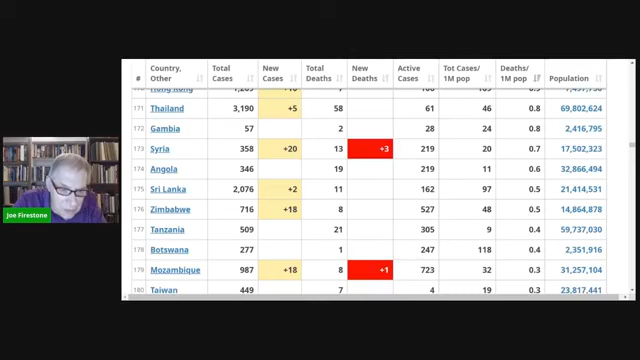 # Country, Other Total Cases New Cases Total Deaths New Deaths Active Cases Tot Cases/ 1M pop Deaths/ 1M pop Population
Hong Kong
171 Thailand 3,190 +5 58 61 46 0.8 69,802,624
172 Gambia 57 2 28 24 0.8 2,416,795
173 Syria 358 +20 13 +3 219 20 0.7 17,502,323
174 Angola 346 19 219 11 0.6 32,866,494
175 Sri Lanka 2,076 +2 11 162 97 0.5 21,414,531
176 Zimbabwe 716 +18 8 527 48 0.5 14,864,878
177 Tanzania 509 21 305 9 0.4 59,737,030
178 Botswana 277 1 247 118 0.4 2,351,916
179 Mozambique 987 +18 8 +1 723 32 0.3 31,257,104
180 Taiwan 449 7 4 19 0.3 23,817,441
Joe Firestone